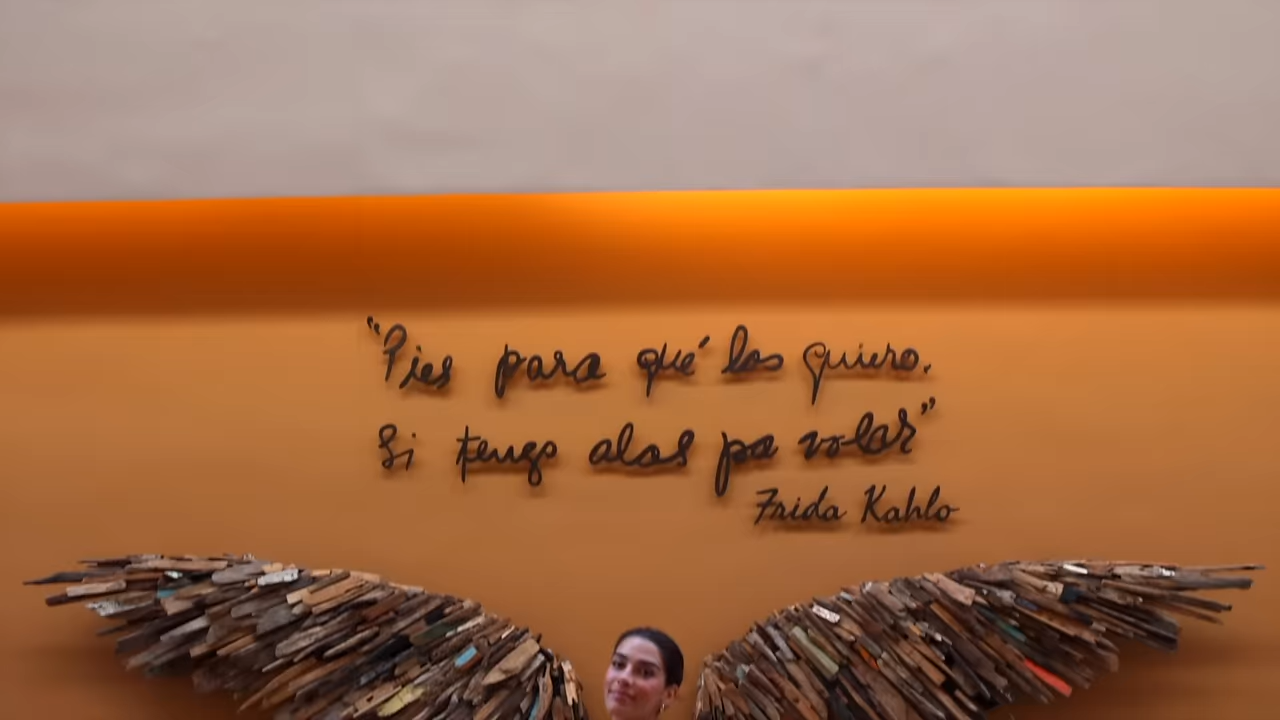 "Pies para qué los quiero.
Si tengo alas pa volar"
Frida Kahlo